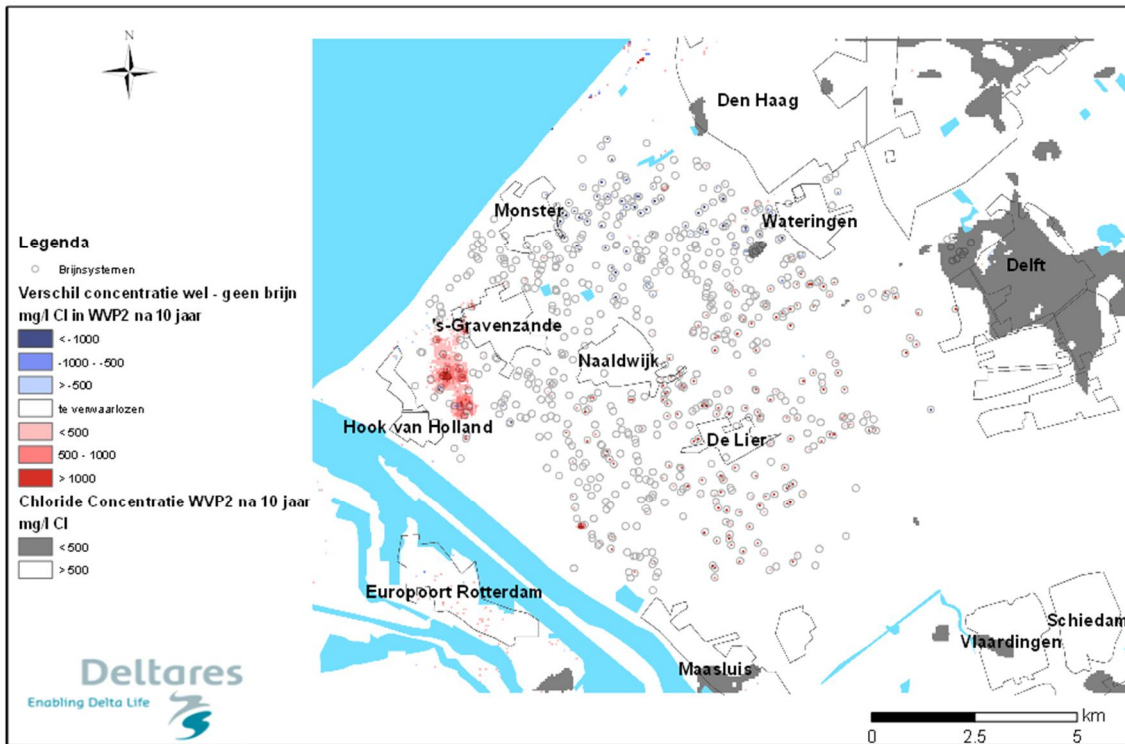 N
Den Haag
Monster
Wateringen
Legenda
Brijnsystemen
Verschil concentratie wel - geen brijn
mg/l Cl in WVP2 na 10 jaar
< -1000
-1000 - -500
> -500
te verwaarlozen
< 500
500 - 1000
> 1000
Chloride Concentratie WVP2 na 10 jaar
mg/l Cl
< 500
> 500
Delft
's-Gravenzande
Naaldwijk
Hoek van Holland
De Lier
Europoort Rotterdam
Schiedam
Vlaardingen
Maasluis
Deltares
Enabling Delta Life
km
0 2.5 5